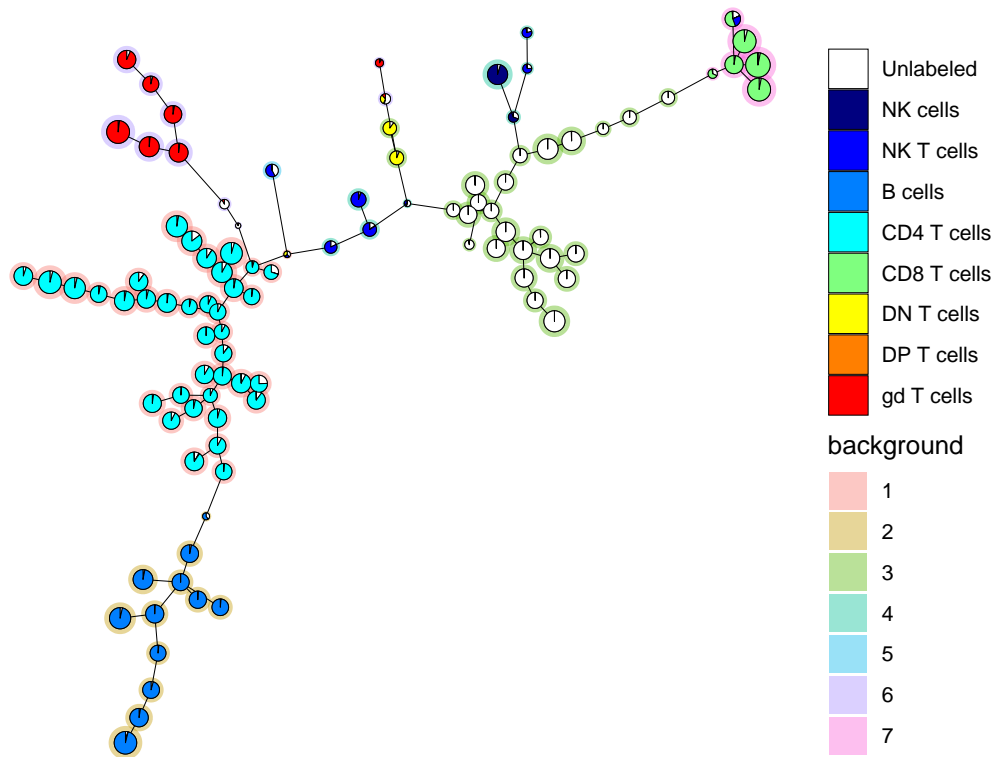 Unlabeled
NK cells
NK T cells
B cells
CD4 T cells
CD8 T cells
DN T cells
DP T cells
gd T cells
background
1
2
3
4
5
6
7